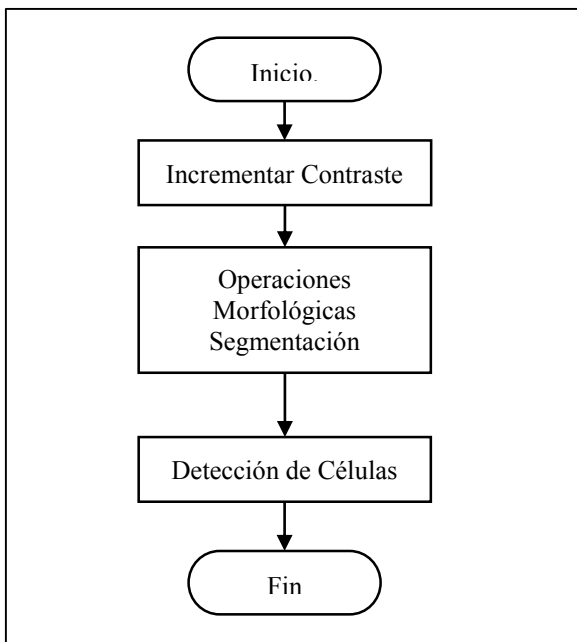 Inicio.
Incrementar Contraste
Operaciones
Morfológicas
Segmentación
Detección de Células
Fin